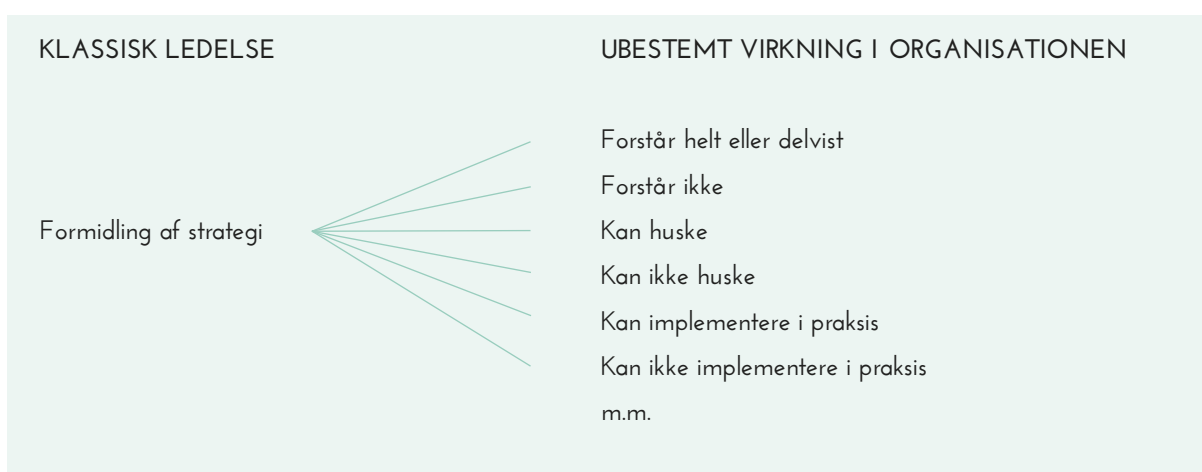 KLASSISK LEDELSE
UBESTEMT VIRKNING I ORGANISATIONEN
Formidling af strategi
Forstår helt eller delvist
Forstår ikke
Kan huske
Kan ikke huske
Kan implementere i praksis
Kan ikke implementere i praksis
m.m.